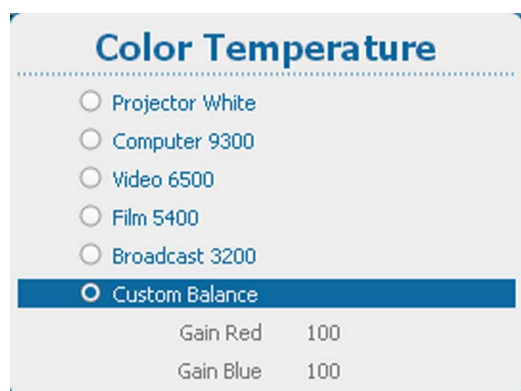 Color Temperature
Projector White
Computer 9300
Video 6500
Film 5400
Broadcast 3200
Custom Balance
Gain Red 100
Gain Blue 100